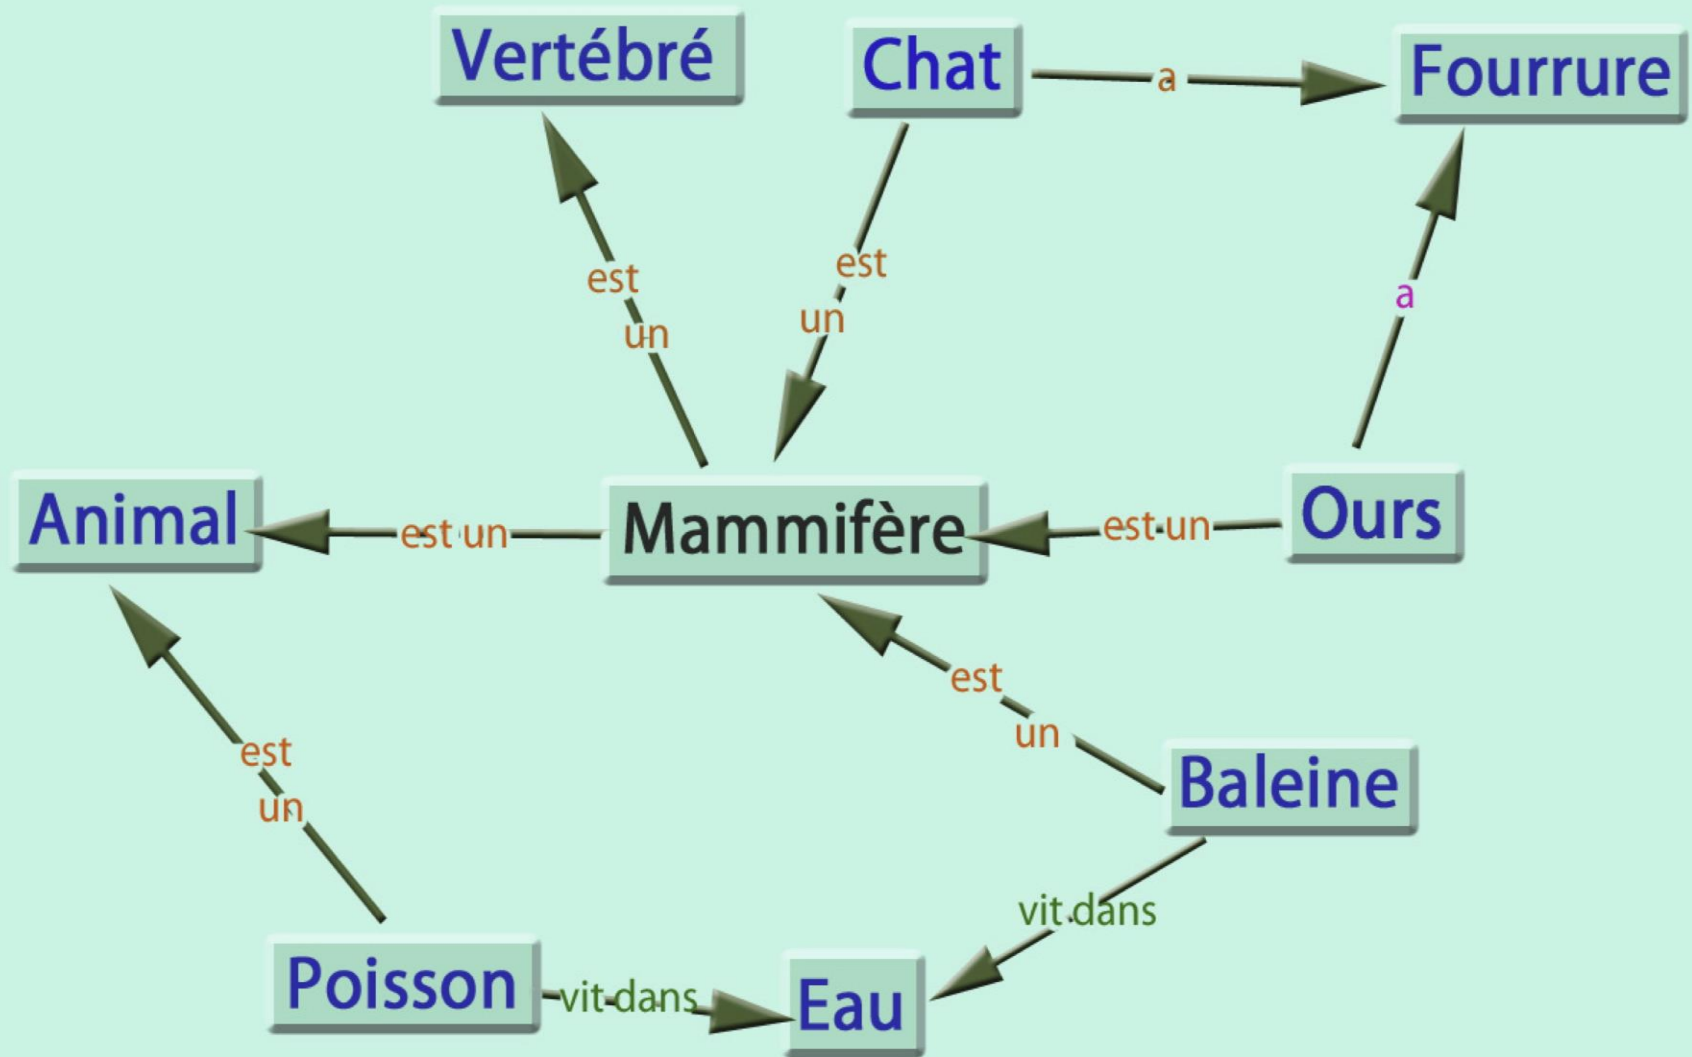 Vertébré
Chat
a
Fourrure
est
un
est
un
a
Animal
est un
Mammifère
est un
Ours
est
un
est
un
Baleine
vit dans
Poisson
vit dans
Eau